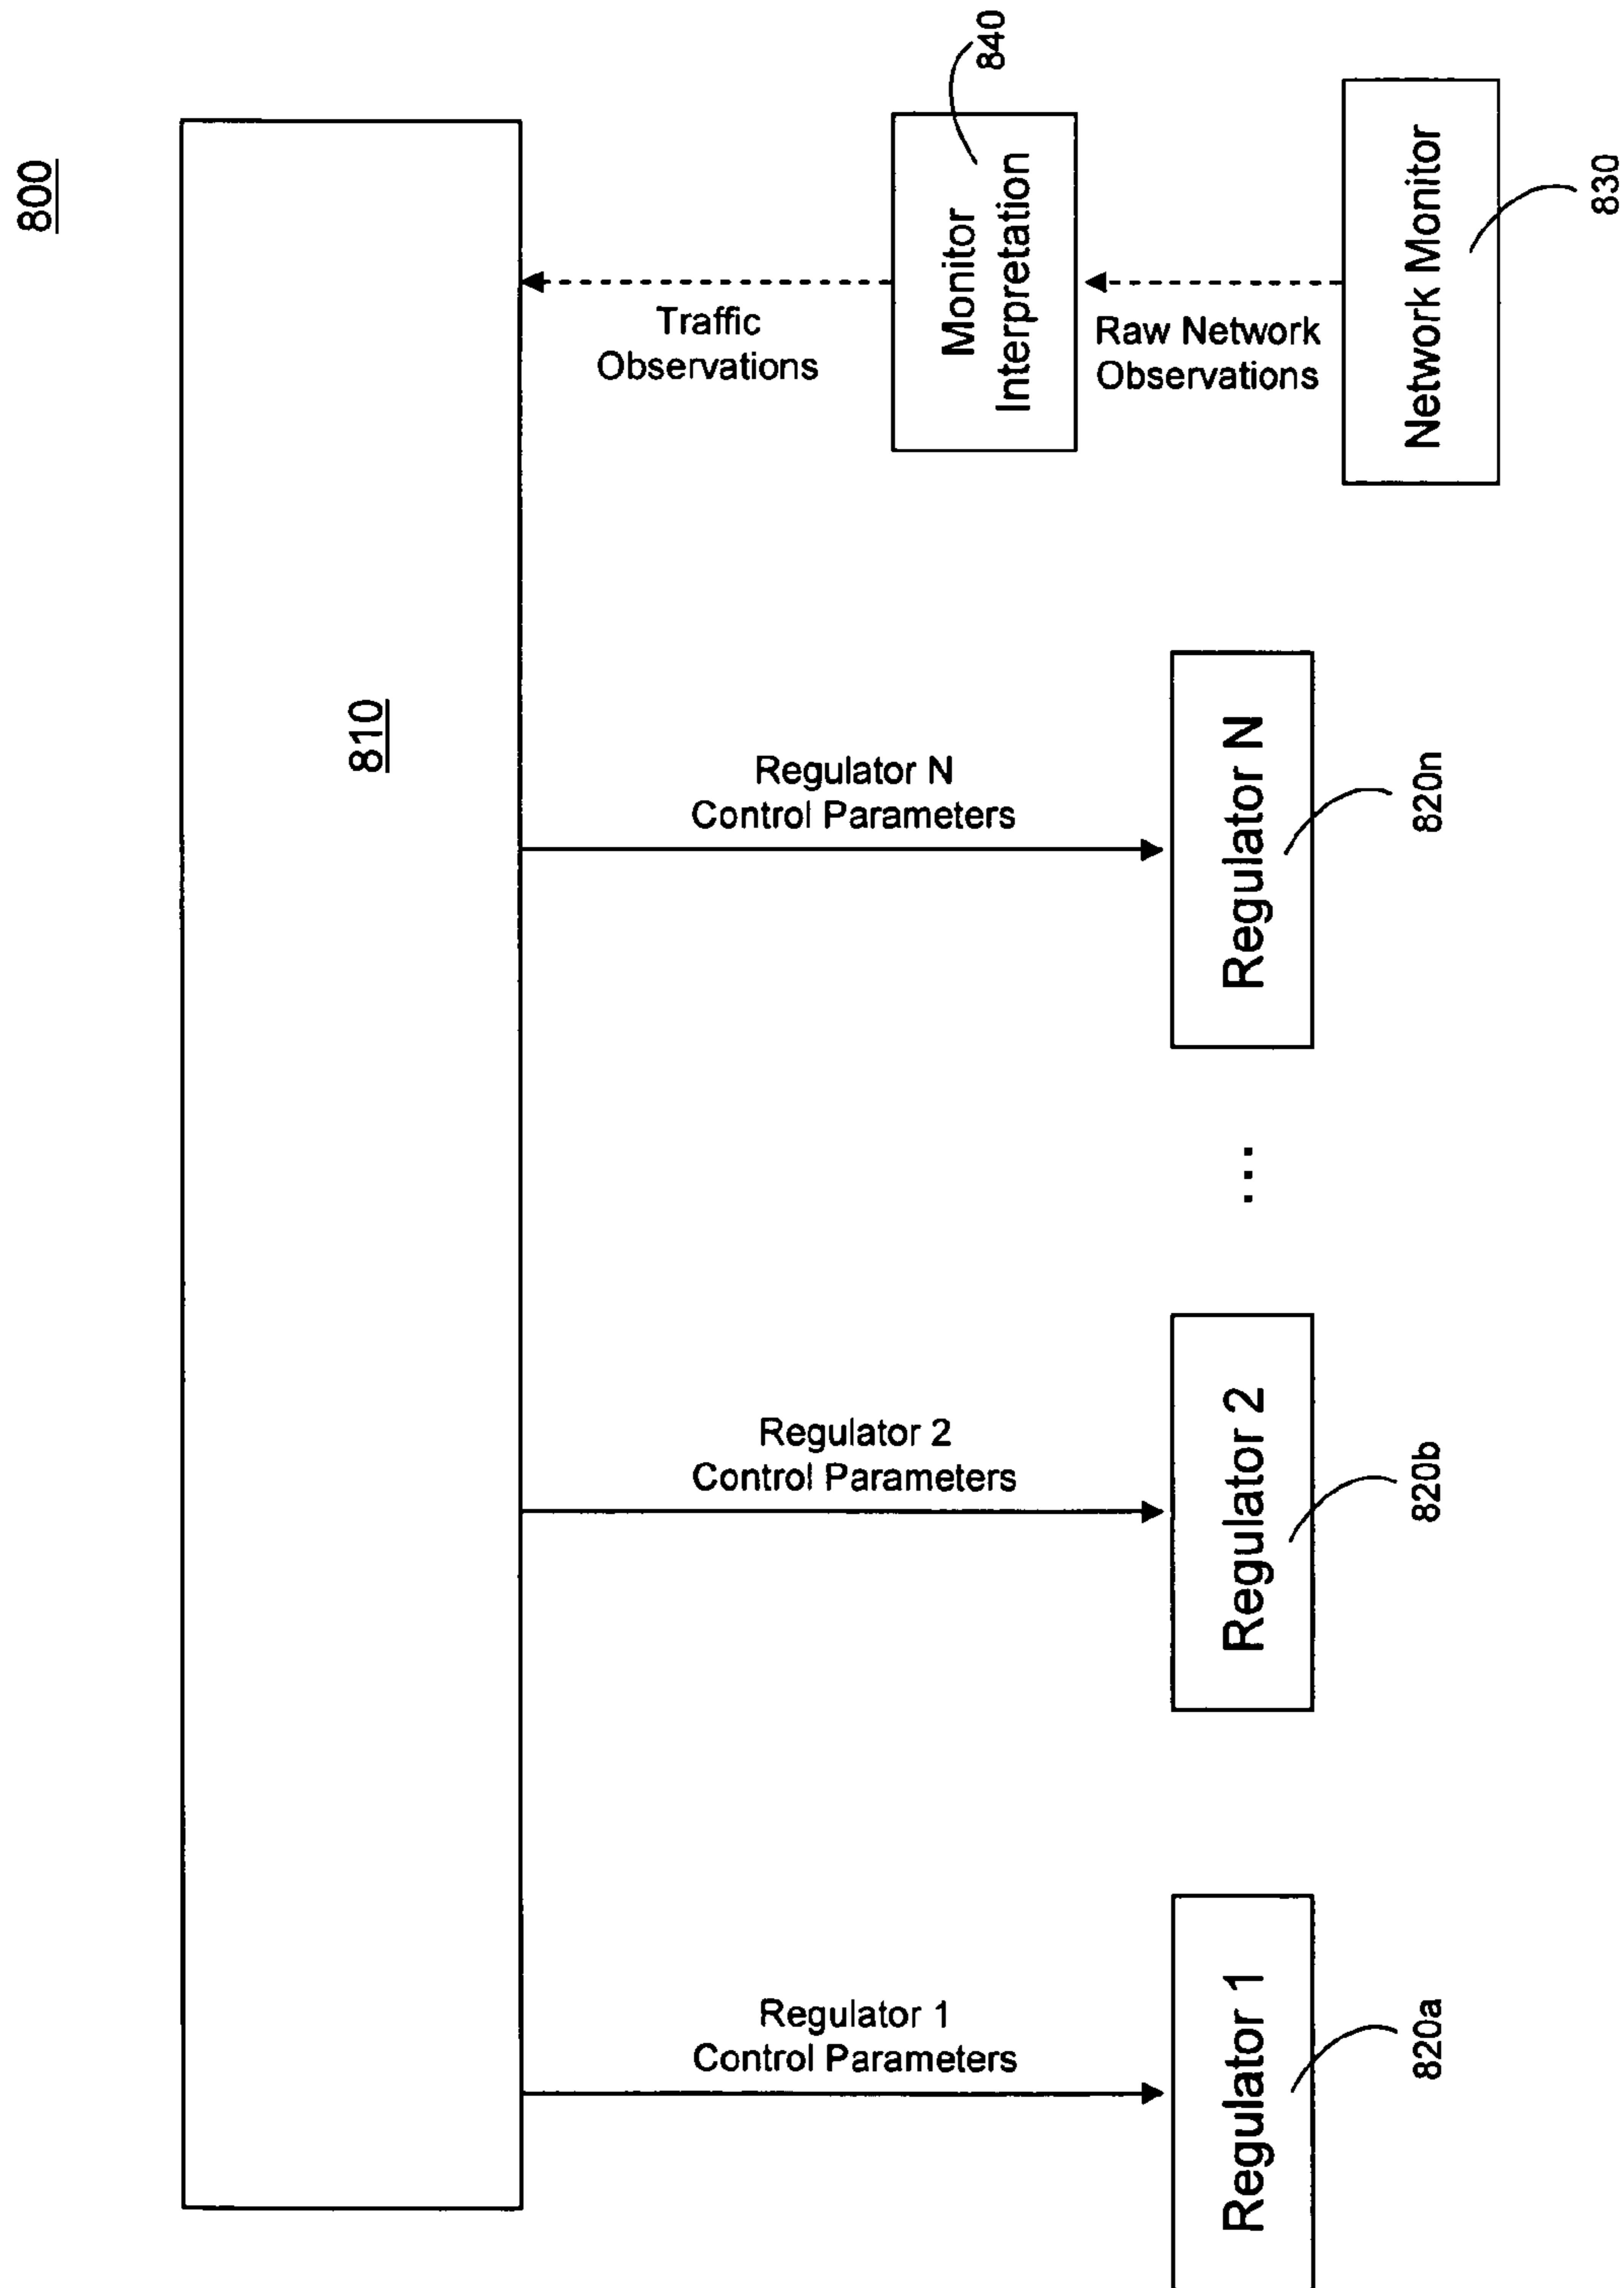 800
810
Traffic
Observations
Monitor
Interpretation
840
Raw Network
Observations
Network Monitor
830
Regulator N
Control Parameters
Regulator N
820n
...
Regulator 2
Control Parameters
Regulator 2
820b
Regulator 1
Control Parameters
Regulator 1
820a